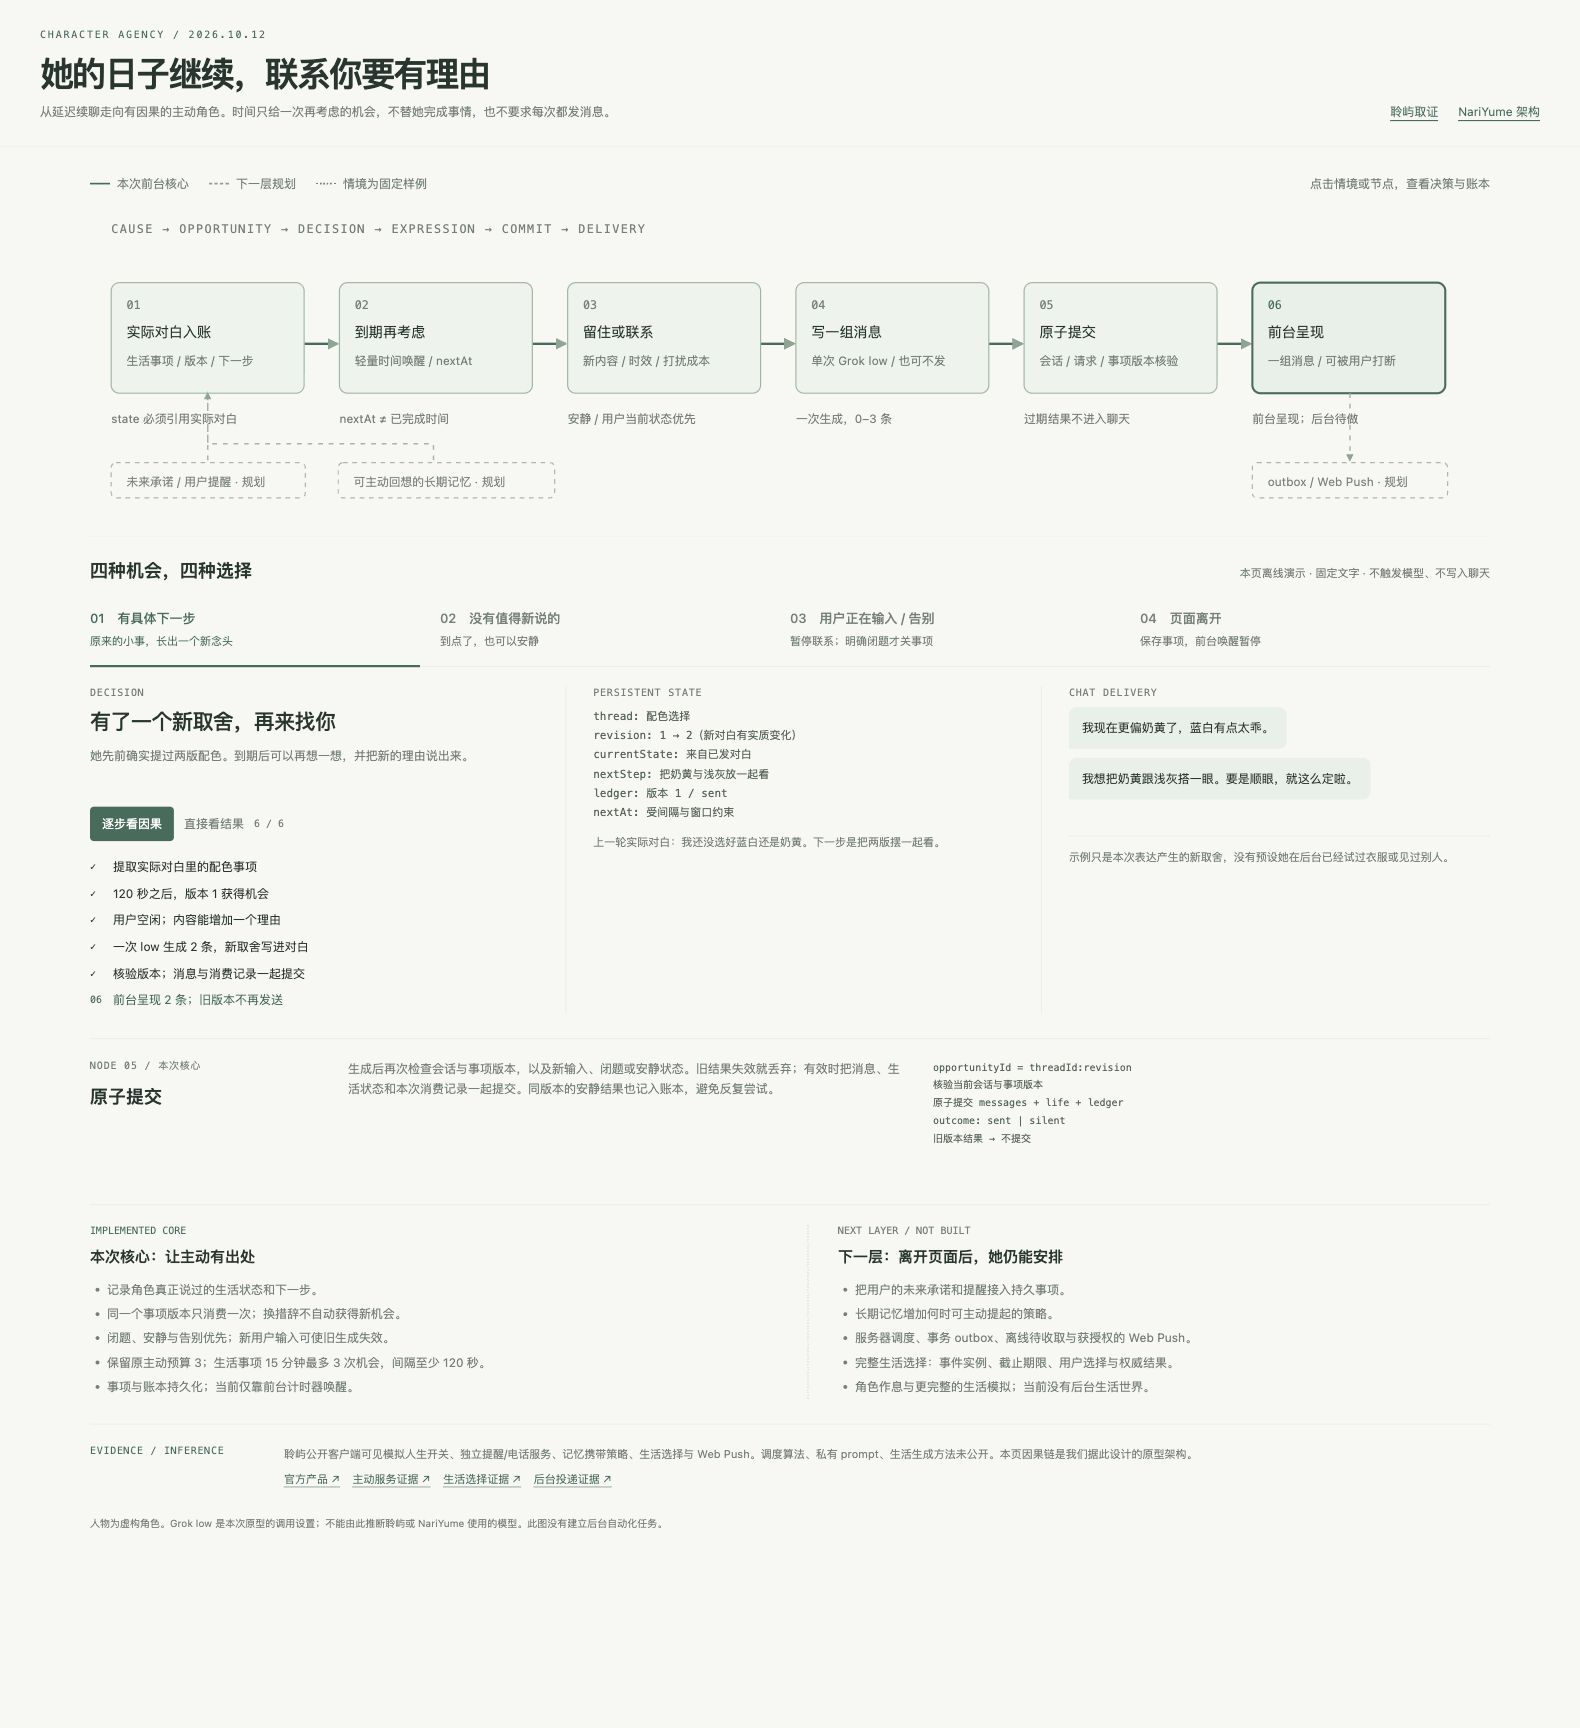 CHARACTER AGENCY / 2026.10.12
她的日子继续，联系你要有理由
从延迟续聊走向有因果的主动角色。时间只给一次再考虑的机会，不替她完成事情，也不要求每次都发消息。
聆屿取证
NariYume 架构
本次前台核心
下一层规划
情境为固定样例
点击情境或节点，查看决策与账本
CAUSE → OPPORTUNITY → DECISION → EXPRESSION → COMMIT → DELIVERY
01
实际对白入账
生活事项 / 版本 / 下一步
state 必须引用实际对白
02
到期再考虑
轻量时间唤醒 / nextAt
nextAt ≠ 已完成时间
03
留住或联系
新内容 / 时效 / 打扰成本
安静 / 用户当前状态优先
04
写一组消息
单次 Grok low / 也可不发
一次生成，0–3 条
05
原子提交
会话 / 请求 / 事项版本核验
过期结果不进入聊天
06
前台呈现
一组消息 / 可被用户打断
前台呈现；后台待做
未来承诺 / 用户提醒 · 规划
可主动回想的长期记忆 · 规划
outbox / Web Push · 规划
四种机会，四种选择
本页离线演示 · 固定文字 · 不触发模型、不写入聊天
01 有具体下一步
原来的小事，长出一个新念头
02 没有值得新说的
到点了，也可以安静
03 用户正在输入 / 告别
暂停联系；明确闭题才关事项
04 页面离开
保存事项，前台唤醒暂停
DECISION
有了一个新取舍，再来找你
她先前确实提过两版配色。到期后可以再想一想，并把新的理由说出来。
逐步看因果
直接看结果
6 / 6
✓ 提取实际对白里的配色事项
✓ 120 秒之后，版本 1 获得机会
✓ 用户空闲；内容能增加一个理由
✓ 一次 low 生成 2 条，新取舍写进对白
✓ 核验版本；消息与消费记录一起提交
06 前台呈现 2 条；旧版本不再发送
PERSISTENT STATE
thread: 配色选择
revision: 1 → 2（新对白有实质变化）
currentState: 来自已发对白
nextStep: 把奶黄与浅灰放一起看
ledger: 版本 1 / sent
nextAt: 受间隔与窗口约束
上一轮实际对白：我还没选好蓝白还是奶黄。下一步是把两版摆一起看。
CHAT DELIVERY
我现在更偏奶黄了，蓝白有点太乖。
我想把奶黄跟浅灰搭一眼。要是顺眼，就这么定啦。
示例只是本次表达产生的新取舍，没有预设她在后台已经试过衣服或见过别人。
NODE 05 / 本次核心
原子提交
生成后再次检查会话与事项版本，以及新输入、闭题或安静状态。旧结果失效就丢弃；有效时把消息、生
活状态和本次消费记录一起提交。同版本的安静结果也记入账本，避免反复尝试。
opportunityId = threadId:revision
核验当前会话与事项版本
原子提交 messages + life + ledger
outcome: sent | silent
旧版本结果 → 不提交
IMPLEMENTED CORE
本次核心：让主动有出处
• 记录角色真正说过的生活状态和下一步。
• 同一个事项版本只消费一次；换措辞不自动获得新机会。
• 闭题、安静与告别优先；新用户输入可使旧生成失效。
• 保留原主动预算 3；生活事项 15 分钟最多 3 次机会，间隔至少 120 秒。
• 事项与账本持久化；当前仅靠前台计时器唤醒。
NEXT LAYER / NOT BUILT
下一层：离开页面后，她仍能安排
• 把用户的未来承诺和提醒接入持久事项。
• 长期记忆增加何时可主动提起的策略。
• 服务器调度、事务 outbox、离线待收取与获授权的 Web Push。
• 完整生活选择：事件实例、截止期限、用户选择与权威结果。
• 角色作息与更完整的生活模拟；当前没有后台生活世界。
EVIDENCE / INFERENCE
聆屿公开客户端可见模拟人生开关、独立提醒/电话服务、记忆携带策略、生活选择与 Web Push。调度算法、私有 prompt、生活生成方法未公开。本页因果链是我们据此设计的原型架构。
官方产品 ↗
主动服务证据 ↗
生活选择证据 ↗
后台投递证据 ↗
人物为虚构角色。Grok low 是本次原型的调用设置；不能由此推断聆屿或 NariYume 使用的模型。此图没有建立后台自动化任务。